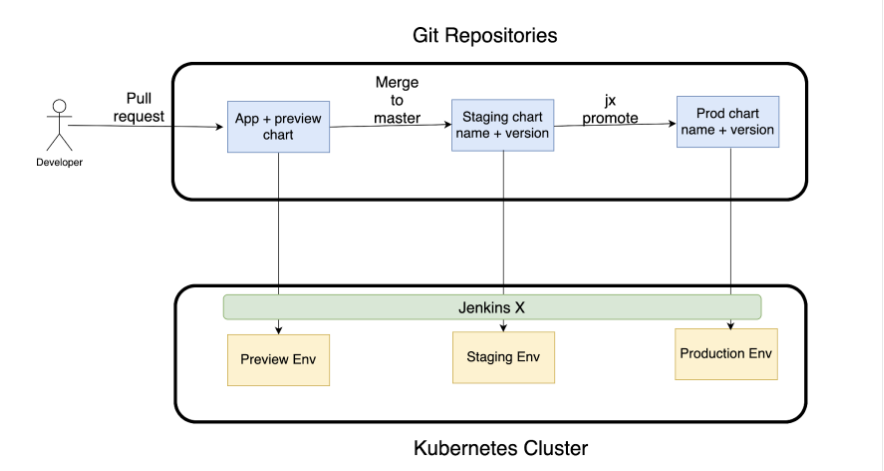 Git Repositories
Pull
request
Merge
to
master
jx
promote
App + preview
chart
Staging chart
name + version
Prod chart
name + version
Developer
Jenkins X
Preview Env
Staging Env
Production Env
Kubernetes Cluster